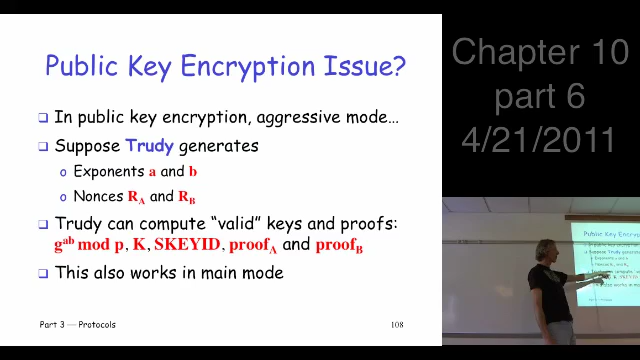 Public Key Encryption Issue?
In public key encryption, aggressive mode…
Suppose Trudy generates
Exponents a and b
Nonces R_A and R_B
Trudy can compute "valid" keys and proofs:
g^ab mod p, K, SKEYID, proof_A and proof_B
This also works in main mode
Part 3 — Protocols
108
Chapter 10
part 6
4/21/2011